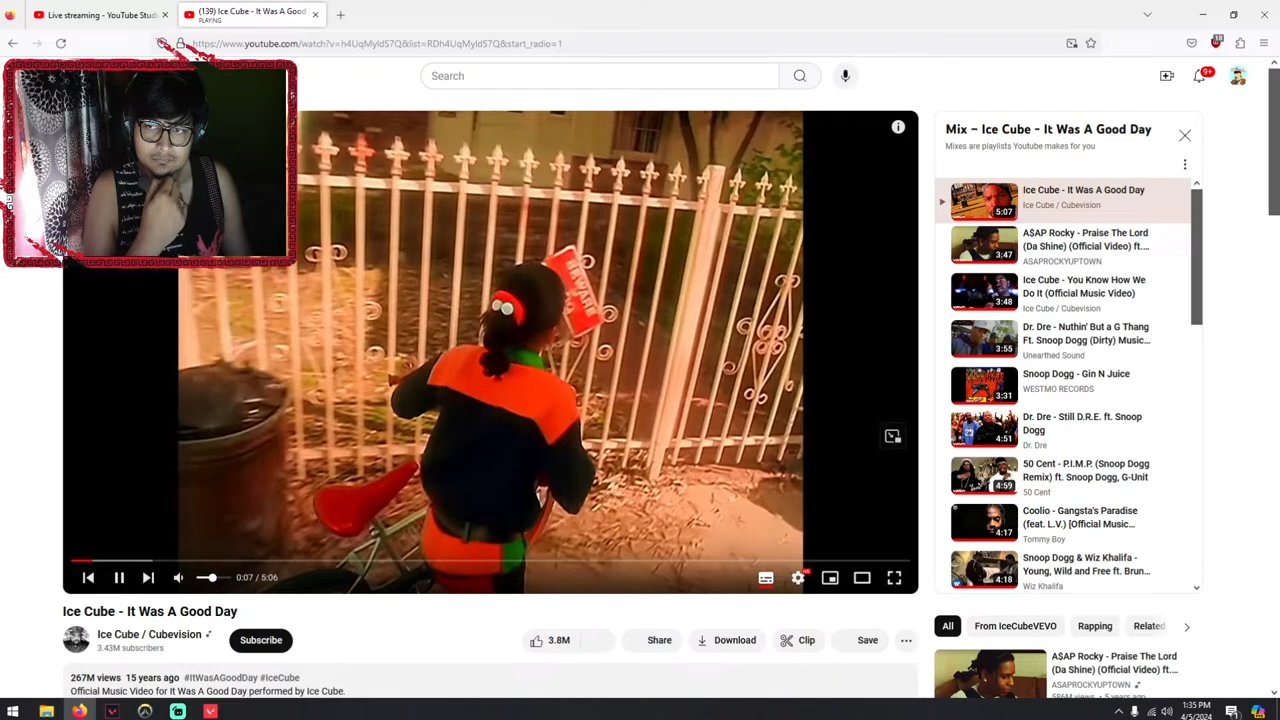 Live streaming - YouTube Studi
(139) Ice Cube - It Was A Good
PLAYING
https://www.youtube.com/watch?v=h4UqMyldS7Q&list=RDh4UqMyldS7Q&start_radio=1
18
Search
9+
Mix – Ice Cube - It Was A Good Day
Mixes are playlists Youtube makes for you
Ice Cube - It Was A Good Day
Ice Cube / Cubevision
5:07
A$AP Rocky - Praise The Lord
(Da Shine) (Official Video) ft....
ASAPROCKYUPTOWN
3:47
Ice Cube - You Know How We
Do It (Official Music Video)
Ice Cube / Cubevision
3:48
Dr. Dre - Nuthin' But a G Thang
Ft. Snoop Dogg (Dirty) Music...
Unearthed Sound
3:55
Snoop Dogg - Gin N Juice
WESTMO RECORDS
3:31
Dr. Dre - Still D.R.E. ft. Snoop
Dogg
Dr. Dre
4:51
50 Cent - P.I.M.P. (Snoop
Remix) ft. Snoop Dogg, G-Unit
50 Cent
4:59
Coolio - Gangsta's Paradise
(feat. L.V.) [Official Music...
Tommy Boy
4:17
Snoop Dogg & Wiz Khalifa -
Young, Wild and Free ft. Brun...
Wiz Khalifa
4:18
0:07 / 5:06
HD
Ice Cube - It Was A Good Day
Ice Cube / Cubevision
3.43M subscribers
Subscribe
3.8M
Share
Download
Clip
Save
267M views 15 years ago #ItWasAGoodDay #IceCube
Official Music Video for It Was A Good Day performed by Ice Cube.
All
From IceCubeVEVO
Rapping
Related
A$AP Rocky - Praise The Lord
(Da Shine) (Official Video) ft....
ASAPROCKYUPTOWN
586M views • 5 years ago
1:35 PM
4/5/2024